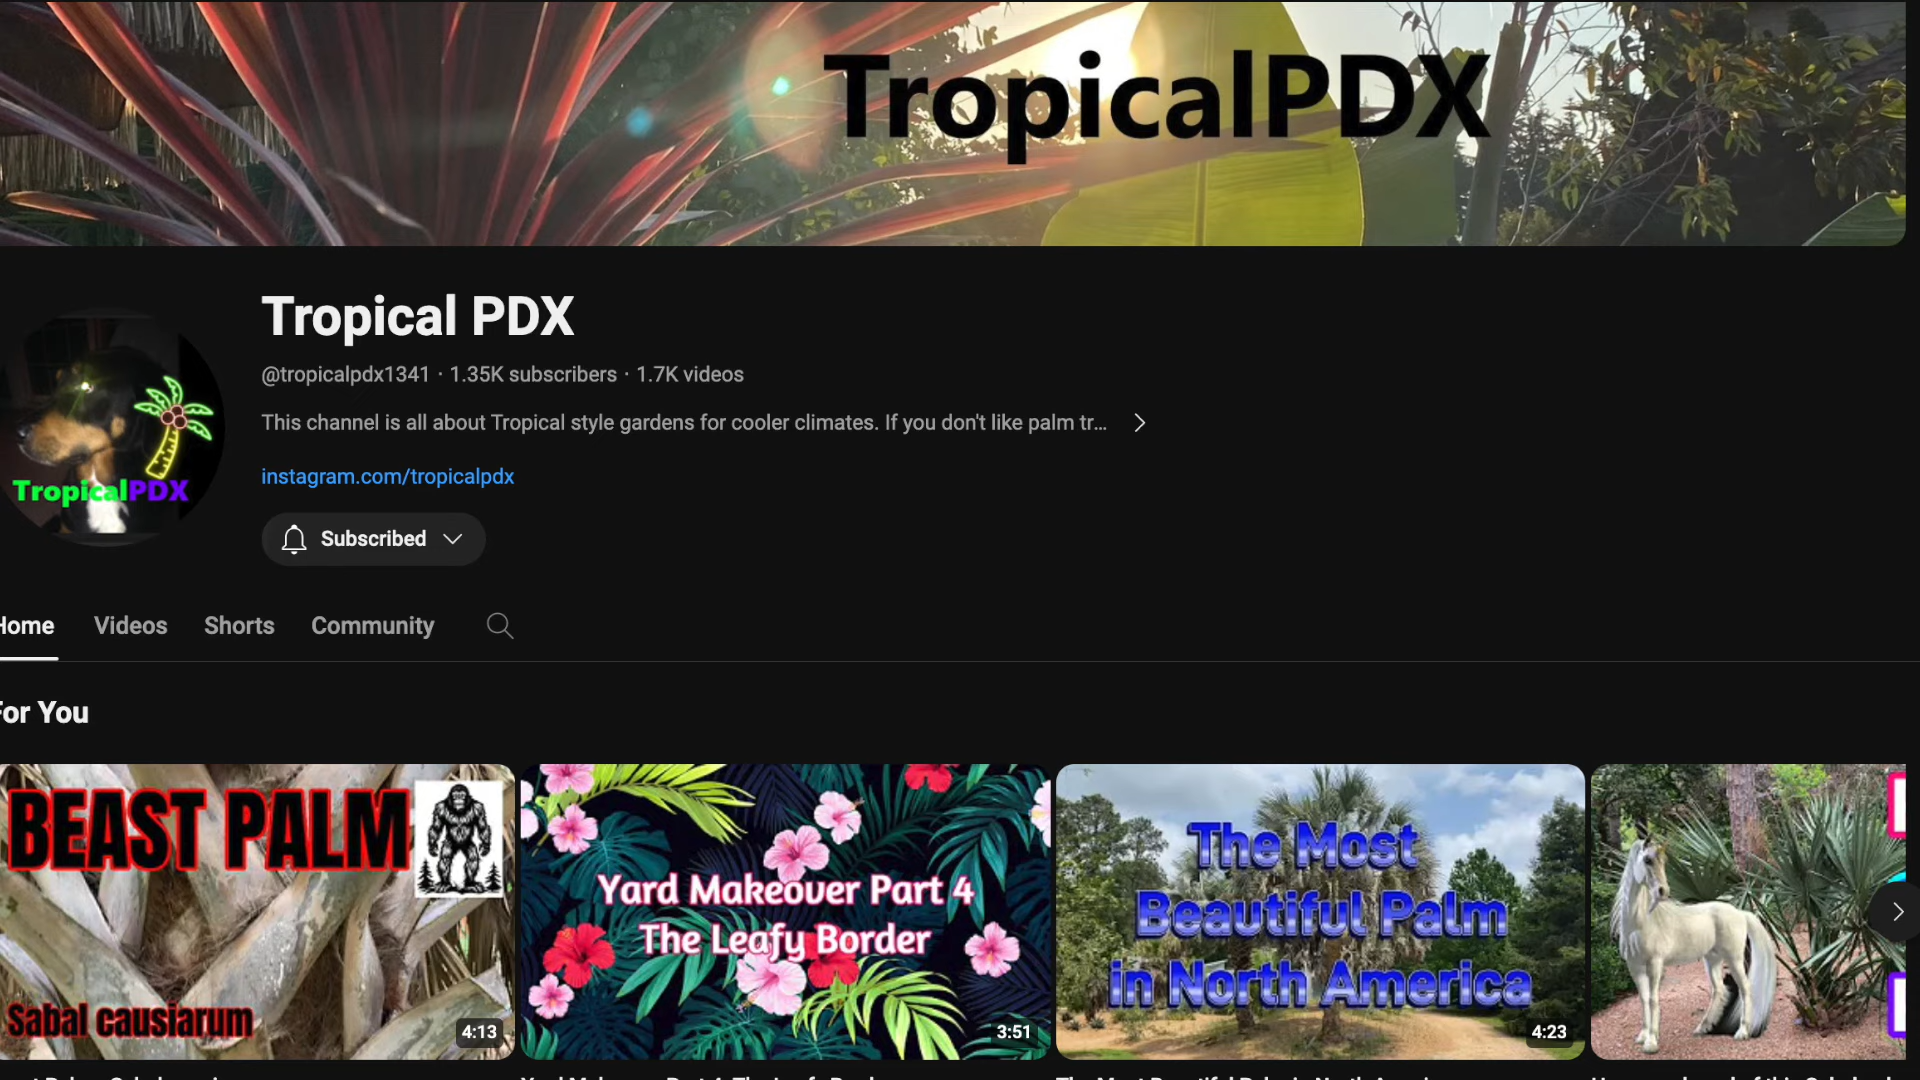 TropicalPDX
Tropical PDX
@tropicalpdx1341 · 1.35K subscribers · 1.7K videos
This channel is all about Tropical style gardens for cooler climates. If you don't like palm tr...
instagram.com/tropicalpdx
TropicalPDX
Subscribed
Home Videos Shorts Community
For You
BEAST PALM
Sabal causiarum
4:13
Yard Makeover Part 4
The Leafy Border
3:51
The Most
Beautiful Palm
in North America
4:23